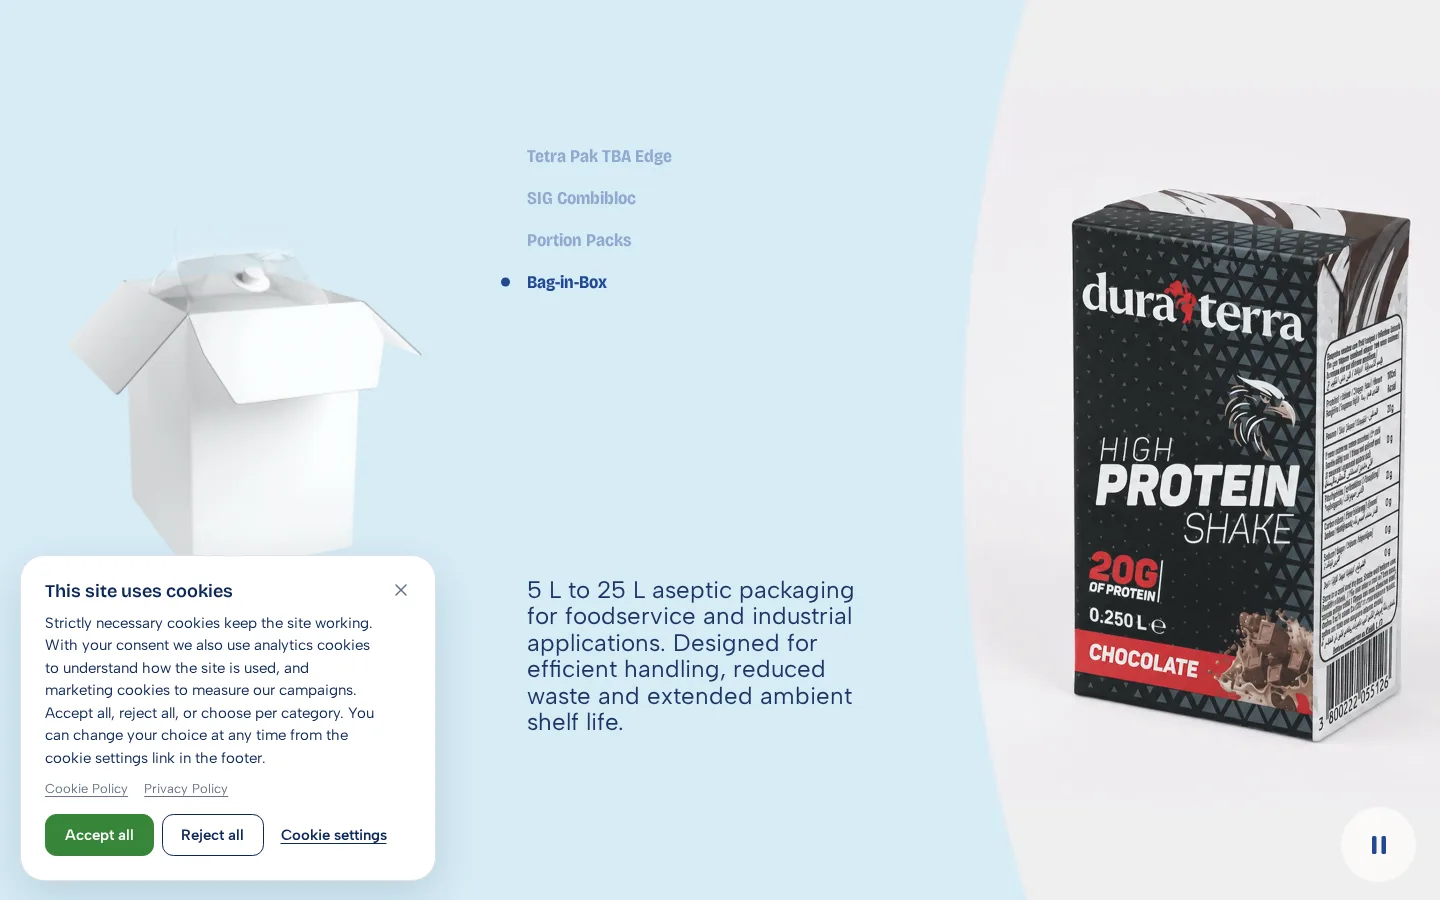 Tetra Pak TBA Edge
SIG Combibloc
Portion Packs
Bag-in-Box
5 L to 25 L aseptic packaging
for foodservice and industrial
applications. Designed for
efficient handling, reduced
waste and extended ambient
shelf life.
This site uses cookies
Strictly necessary cookies keep the site working.
With your consent we also use analytics cookies
to understand how the site is used, and
marketing cookies to measure our campaigns.
Accept all, reject all, or choose per category. You
can change your choice at any time from the
cookie settings link in the footer.
Cookie Policy Privacy Policy
Accept all Reject all Cookie settings
dura terra
HIGH
PROTEIN
SHAKE
20G
OF PROTEIN
0.250 L ℮
CHOCOLATE
3 800222 055126